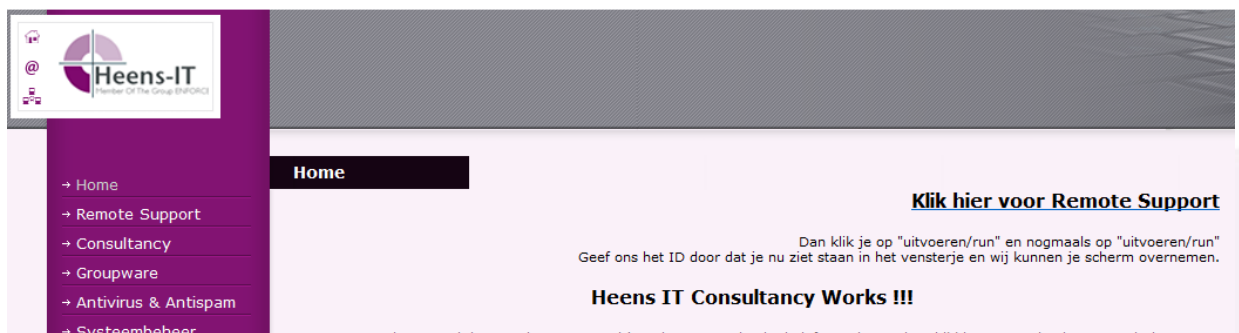 @
Heens-IT
Member Of The Group ENFORCE
Home
Remote Support
Consultancy
Groupware
Antivirus & Antispam
Systeembeheer
Home
Klik hier voor Remote Support
Dan klik je op "uitvoeren/run" en nogmaals op "uitvoeren/run"
Geef ons het ID door dat je nu ziet staan in het venstertje en wij kunnen je scherm overnemen.
Heens IT Consultancy Works !!!